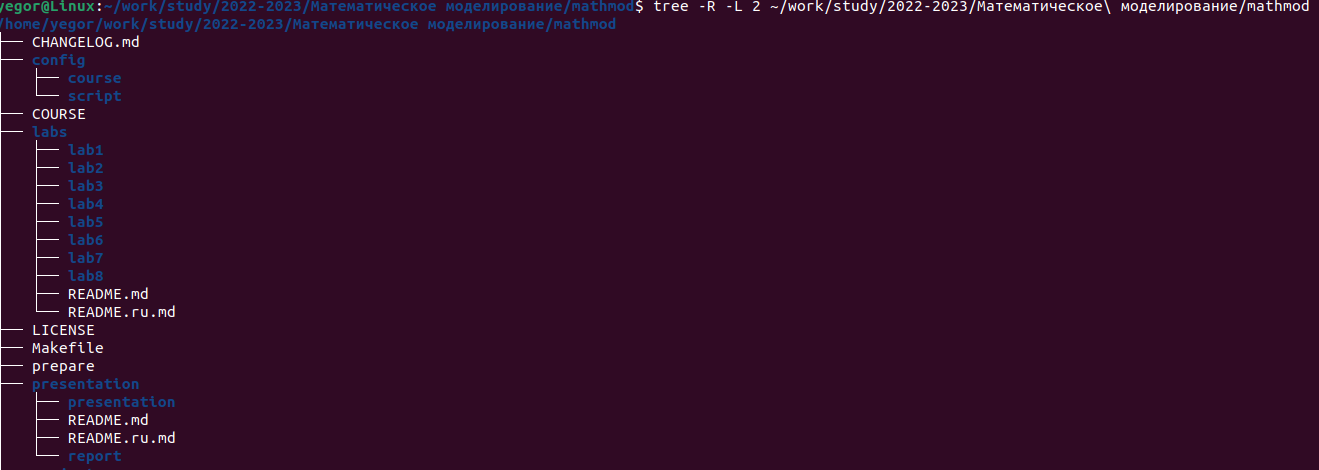 yegor@Linux:~/work/study/2022-2023/Математическое моделирование/mathmod$ tree -R -L 2 ~/work/study/2022-2023/Математическое\ моделирование/mathmod
/home/yegor/work/study/2022-2023/Математическое моделирование/mathmod
├── CHANGELOG.md
├── config
│   ├── course
│   └── script
├── COURSE
├── labs
│   ├── lab1
│   ├── lab2
│   ├── lab3
│   ├── lab4
│   ├── lab5
│   ├── lab6
│   ├── lab7
│   ├── lab8
│   ├── README.md
│   └── README.ru.md
├── LICENSE
├── Makefile
├── prepare
├── presentation
│   ├── presentation
│   ├── README.md
│   ├── README.ru.md
│   └── report